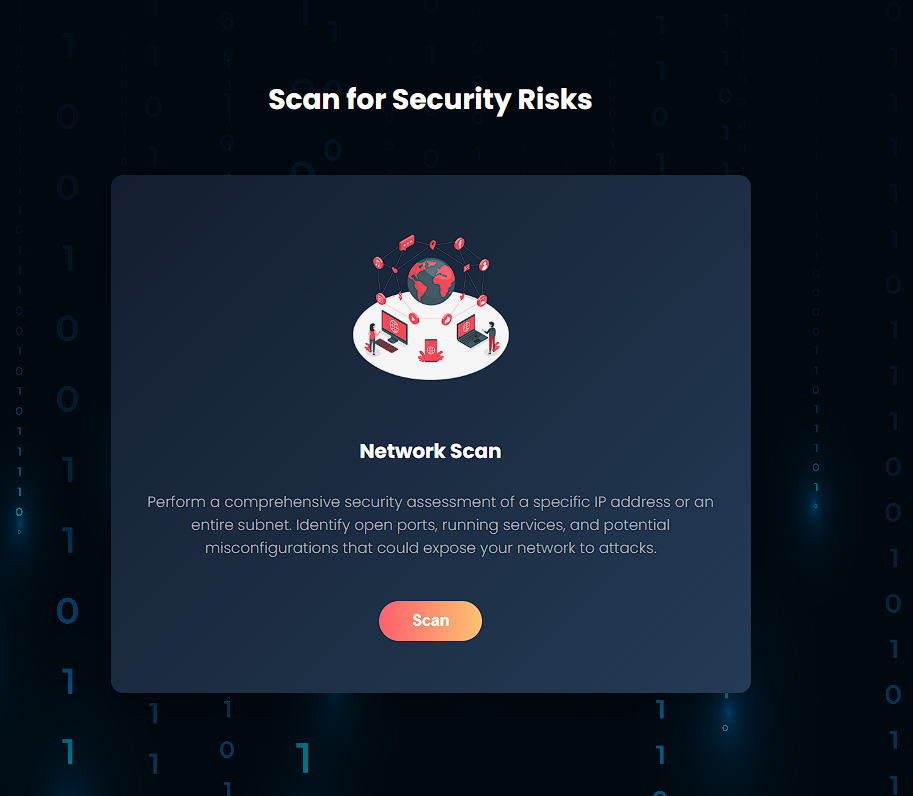 Scan for Security Risks
Network Scan
Perform a comprehensive security assessment of a specific IP address or an
entire subnet. Identify open ports, running services, and potential
misconfigurations that could expose your network to attacks.
Scan